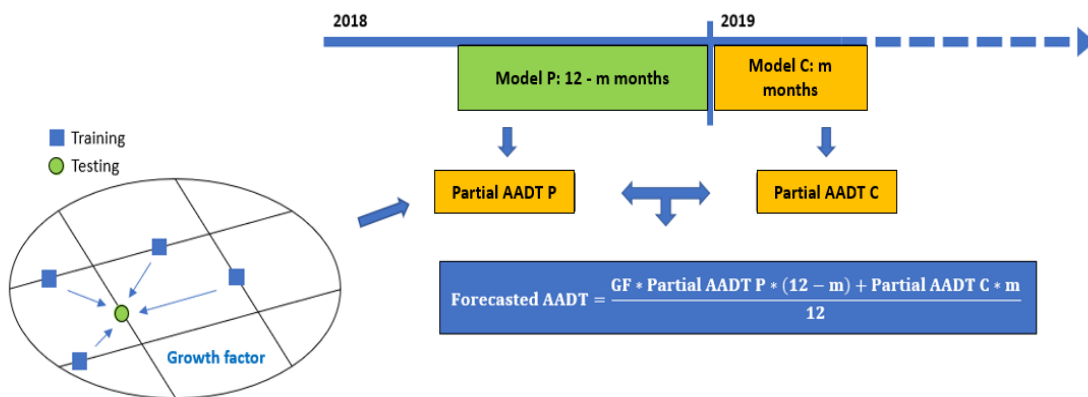 2018
2019
Model P: 12 - m months
Model C: m
months
Training
Testing
Partial AADT P
Partial AADT C
Forecasted AADT = GF * Partial AADT P * (12 − m) + Partial AADT C * m
12
Growth factor